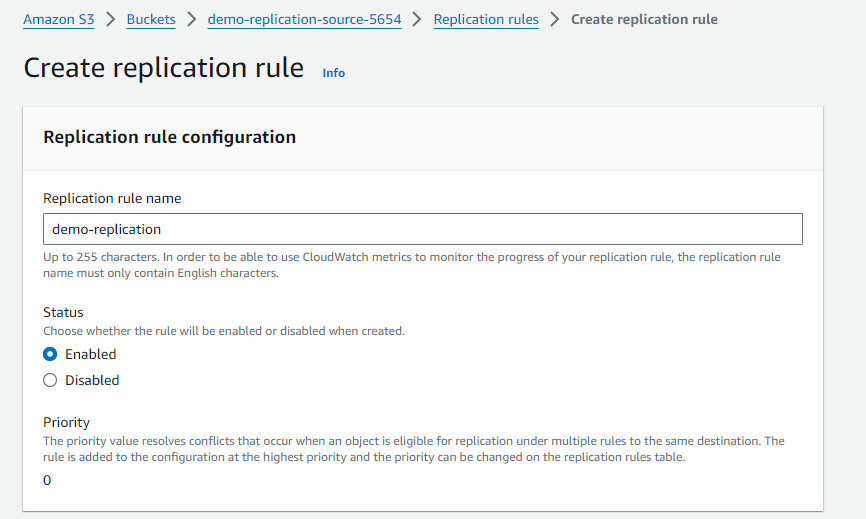 Amazon S3 > Buckets > demo-replication-source-5654 > Replication rules > Create replication rule
Create replication rule Info
Replication rule configuration
Replication rule name
demo-replication
Up to 255 characters. In order to be able to use CloudWatch metrics to monitor the progress of your replication rule, the replication rule
name must only contain English characters.
Status
Choose whether the rule will be enabled or disabled when created.
Enabled
Disabled
Priority
The priority value resolves conflicts that occur when an object is eligible for replication under multiple rules to the same destination. The
rule is added to the configuration at the highest priority and the priority can be changed on the replication rules table.
0